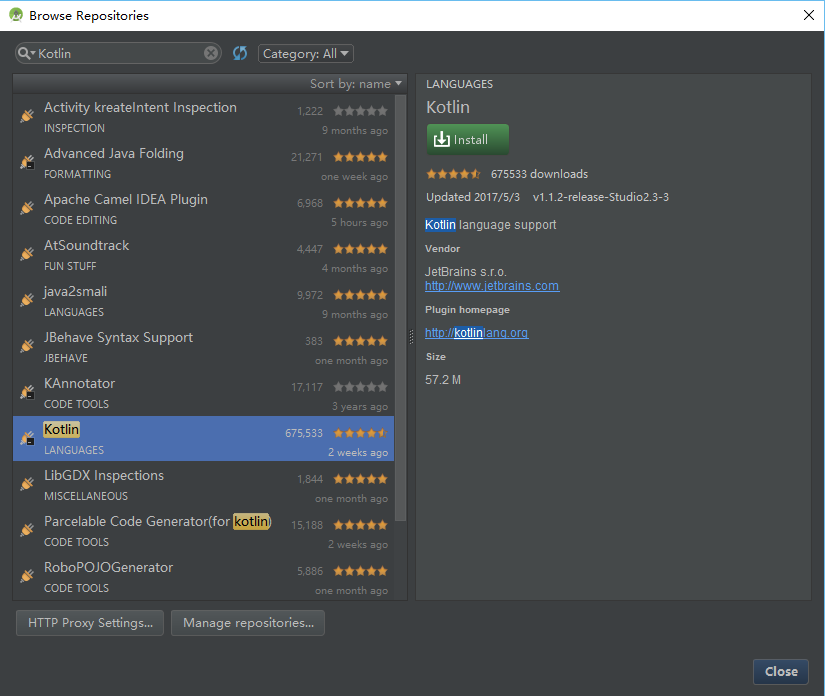 Browse Repositories
Kotlin
Category: All
Sort by: name
Activity kreateIntent Inspection 1,222
INSPECTION 9 months ago
Advanced Java Folding 21,271
FORMATTING one week ago
Apache Camel IDEA Plugin 6,968
CODE EDITING 5 hours ago
AtSoundtrack 4,447
FUN STUFF 4 months ago
java2smali 9,972
LANGUAGES 9 months ago
JBehave Syntax Support 383
JBEHAVE one month ago
KAnnotator 17,117
CODE TOOLS 3 years ago
Kotlin 675,533
LANGUAGES 2 weeks ago
LibGDX Inspections 1,844
MISCELLANEOUS one month ago
Parcelable Code Generator(for kotlin) 15,188
CODE TOOLS 2 weeks ago
RoboPOJOGenerator 5,886
CODE TOOLS one month ago
LANGUAGES
Kotlin
Install
675533 downloads
Updated 2017/5/3 v1.1.2-release-Studio2.3-3
Kotlin language support
Vendor
JetBrains s.r.o.
http://www.jetbrains.com
Plugin homepage
http://kotlinlang.org
Size
57.2 M
HTTP Proxy Settings...
Manage repositories...
Close